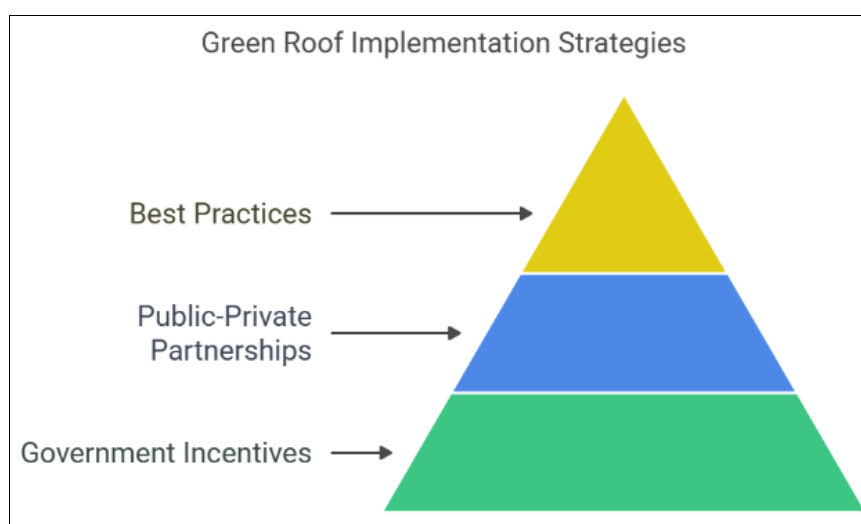 Green Roof Implementation Strategies
Best Practices
Public-Private
Partnerships
Government Incentives